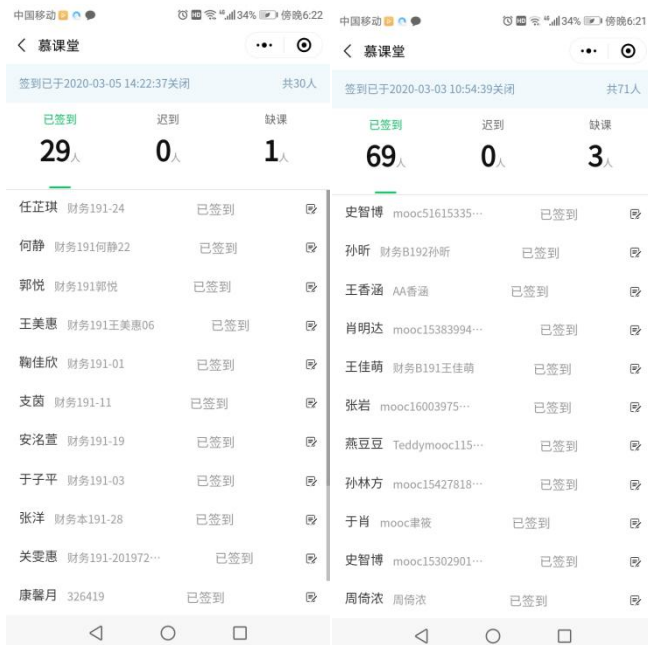 中国移动 HD 46 34% 傍晚6:22
慕课堂
签到已于2020-03-05 14:22:37关闭 共30人
已签到 迟到 缺课
29人 0人 1人
任芷琪 财务191-24 已签到
何静 财务191何静22 已签到
郭悦 财务191郭悦 已签到
王美惠 财务191王美惠06 已签到
鞠佳欣 财务191-01 已签到
支茵 财务191-11 已签到
安洺萱 财务191-19 已签到
于子平 财务191-03 已签到
张洋 财务本191-28 已签到
关雯惠 财务191-201972… 已签到
康馨月 326419 已签到
中国移动 HD 46 34% 傍晚6:21
慕课堂
签到已于2020-03-03 10:54:39关闭 共71人
已签到 迟到 缺课
69人 0人 3人
史智博 mooc51615335… 已签到
孙昕 财务B192孙昕 已签到
王香涵 AA香涵 已签到
肖明达 mooc15383994… 已签到
王佳萌 财务B191王佳萌 已签到
张岩 mooc16003975… 已签到
燕豆豆 Teddymooc115… 已签到
孙林方 mooc15427818… 已签到
于肖 mooc聿筱 已签到
史智博 mooc15302901… 已签到
周倚浓 周倚浓 已签到